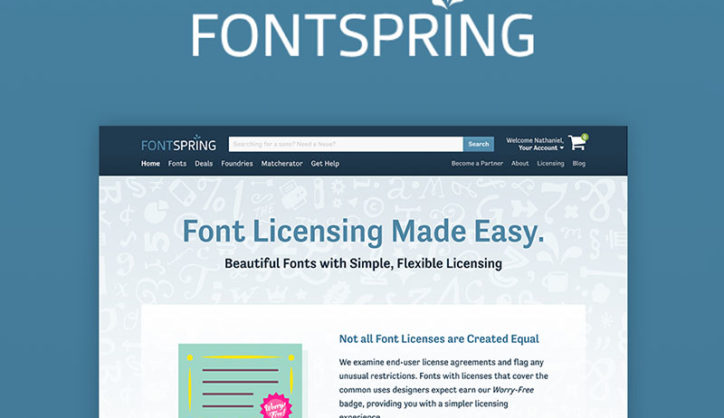 FONTSPRING
FONTSPRING
Searching for a sans? Need a Neue?
Search
Welcome Nathaniel,
Your Account
Home Fonts Deals Foundries Matcherator Get Help
Become a Partner About Licensing Blog
Font Licensing Made Easy.
Beautiful Fonts with Simple, Flexible Licensing
Not all Font Licenses are Created Equal
We examine end-user license agreements and flag any
unusual restrictions. Fonts with licenses that cover the
common uses designers expect earn our Worry-Free
badge, providing you with a simpler licensing
experience.
Worry
Free